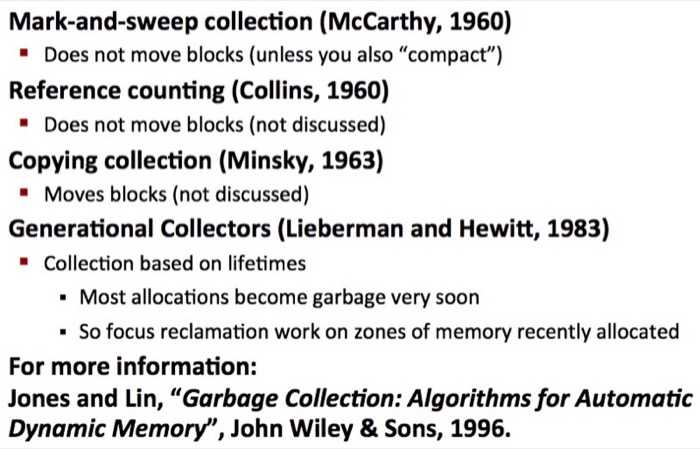 Mark-and-sweep collection (McCarthy, 1960)
▪ Does not move blocks (unless you also “compact”)
Reference counting (Collins, 1960)
▪ Does not move blocks (not discussed)
Copying collection (Minsky, 1963)
▪ Moves blocks (not discussed)
Generational Collectors (Lieberman and Hewitt, 1983)
▪ Collection based on lifetimes
▪ Most allocations become garbage very soon
▪ So focus reclamation work on zones of memory recently allocated
For more information:
Jones and Lin, “Garbage Collection: Algorithms for Automatic
Dynamic Memory”, John Wiley & Sons, 1996.